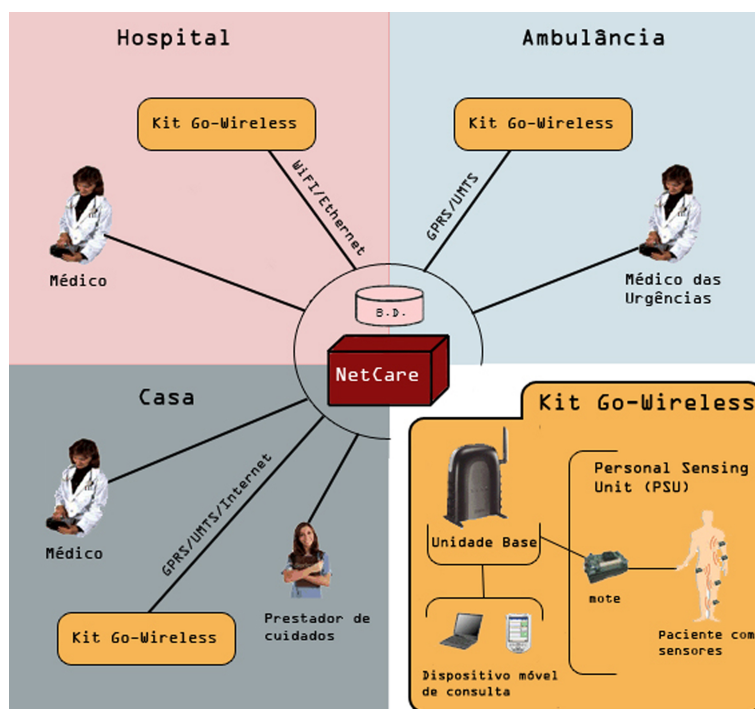 Hospital
Kit Go-Wireless
WiFI/Ethernet
Médico
Ambulância
Kit Go-Wireless
GPRS/UMTS
Médico das
Urgências
B.D.
NetCare
Casa
Médico
GPRS/UMTS/Internet
Kit Go-Wireless
Prestador de
cuidados
Kit Go-Wireless
Personal Sensing
Unit (PSU)
Unidade Base
mote
Paciente com
sensores
Dispositivo móvel
de consulta